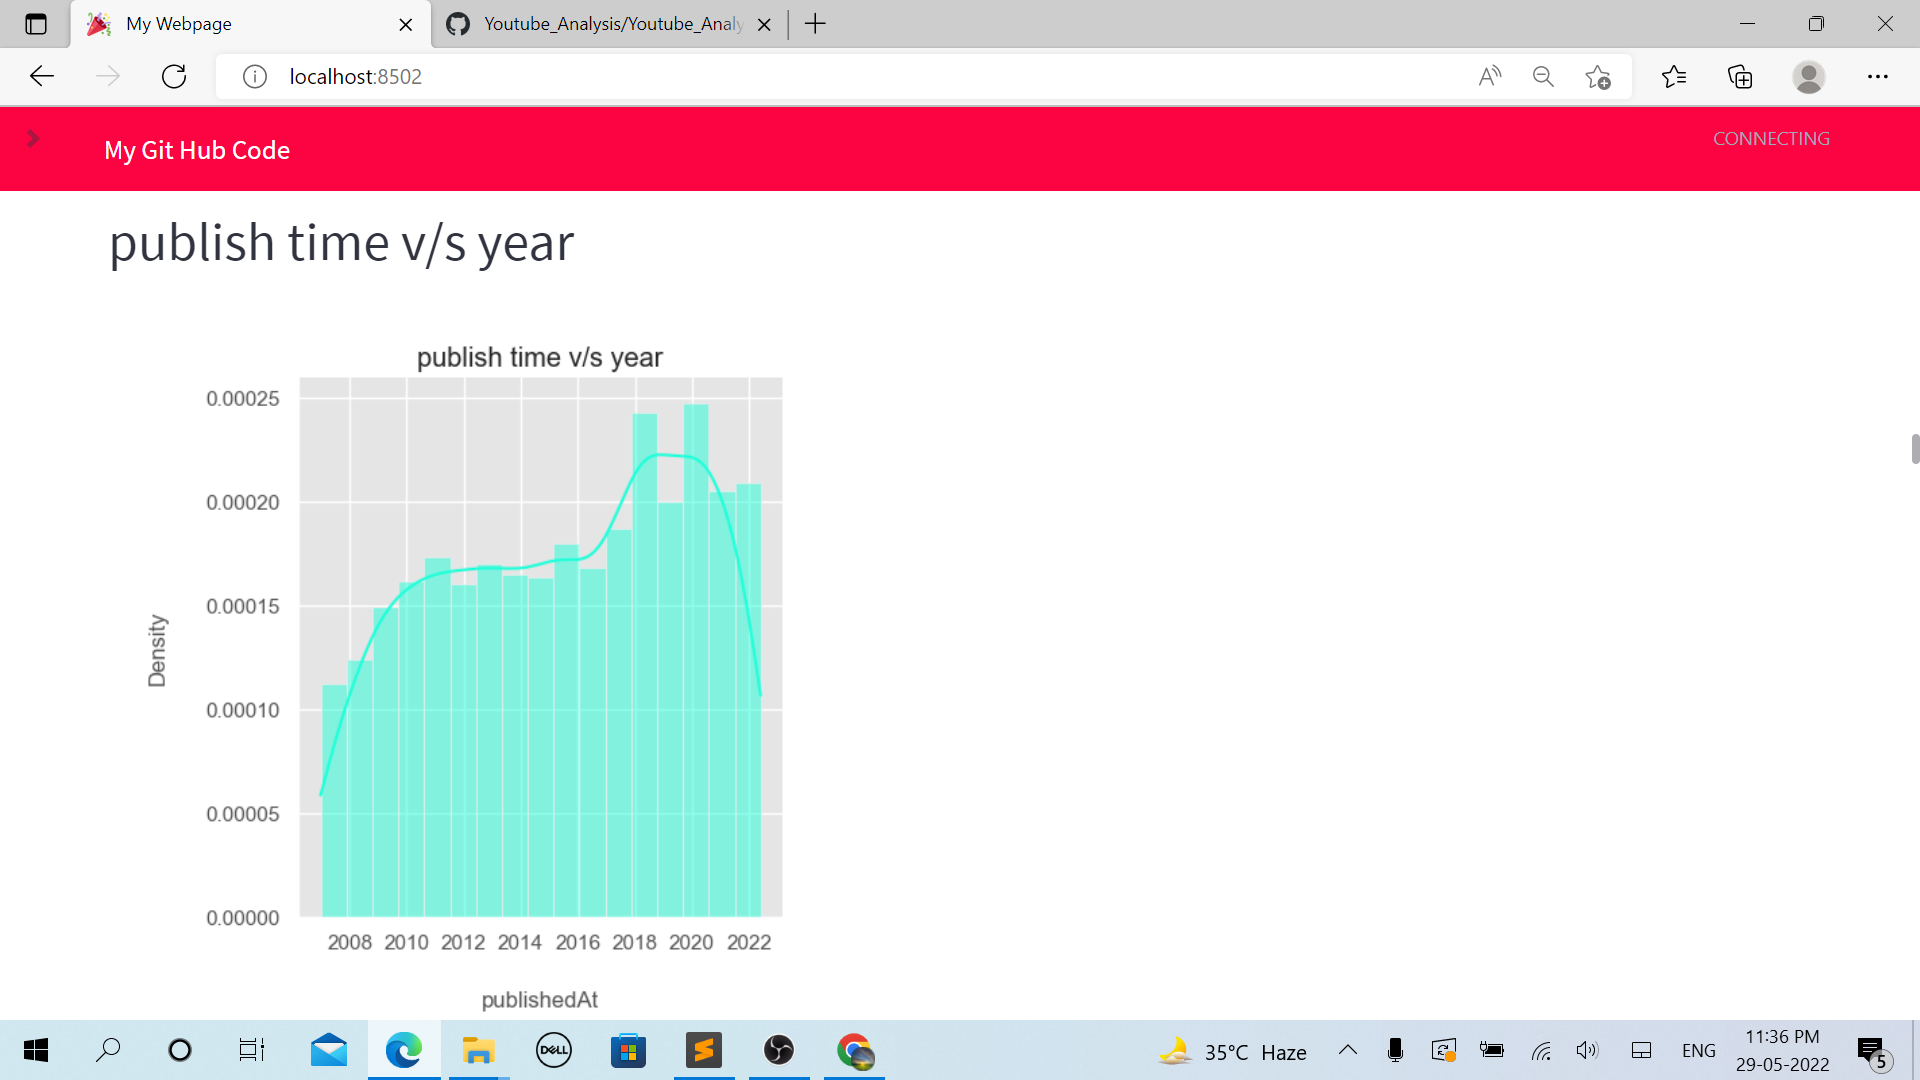 My Webpage
Youtube_Analysis/Youtube_Analy
localhost:8502
My Git Hub Code
CONNECTING
publish time v/s year
publish time v/s year
0.00025
0.00020
0.00015
0.00010
0.00005
0.00000
Density
2008 2010 2012 2014 2016 2018 2020 2022
publishedAt
DELL
35°C Haze
ENG
11:36 PM
29-05-2022
5